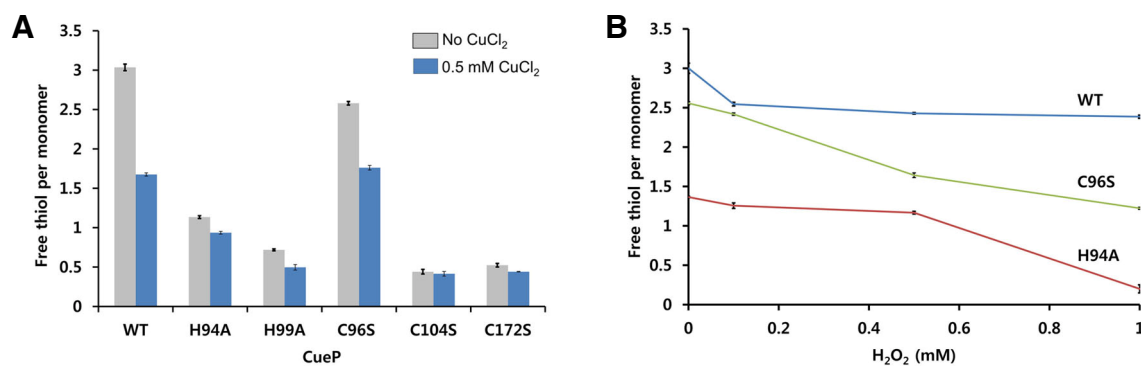 A
Free thiol per monomer
3.5
3
2.5
2
1.5
1
0.5
0
No CuCl₂
0.5 mM CuCl₂
WT H94A H99A C96S C104S C172S
CueP
B
Free thiol per monomer
3.5
3
2.5
2
1.5
1
0.5
0
WT
C96S
H94A
0 0.2 0.4 0.6 0.8 1
H₂O₂ (mM)